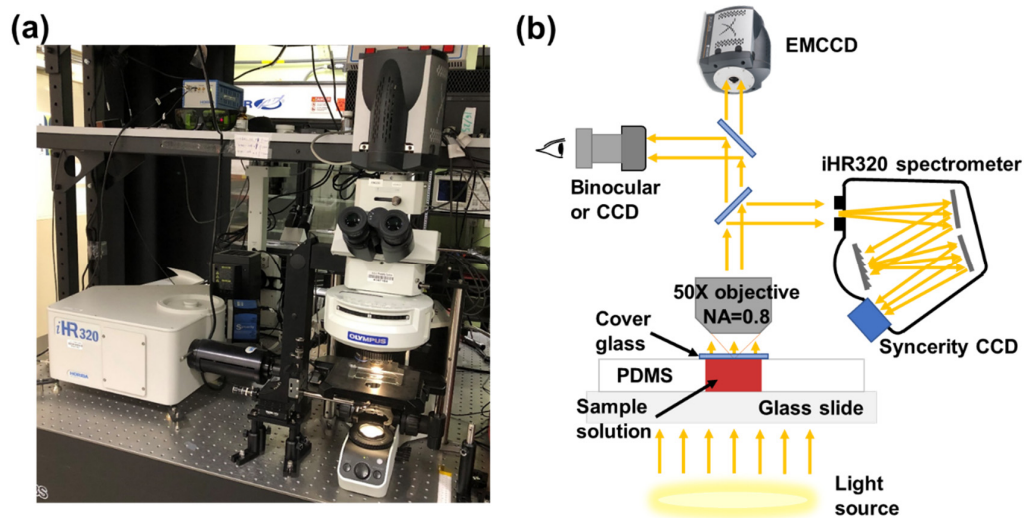 (a)
iHR320
OLYMPUS
(b)
EMCCD
Binocular
or CCD
iHR320 spectrometer
50X objective
NA=0.8
Cover
glass
Syncerity CCD
PDMS
Sample
solution
Glass slide
Light
source